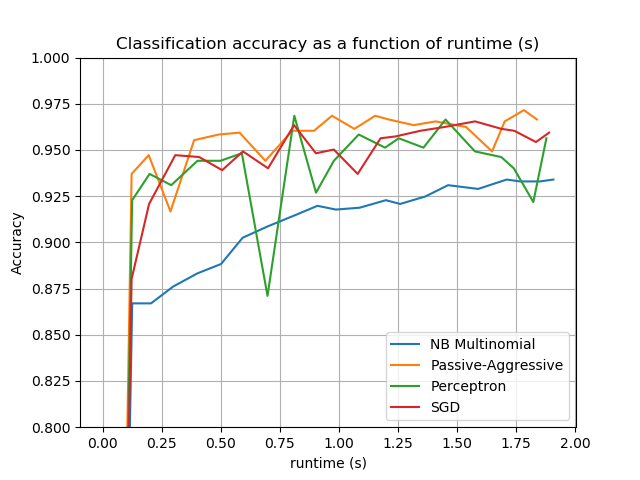 Classification accuracy as a function of runtime (s)
1.000
0.975
0.950
0.925
0.900
0.875
0.850
0.825
0.800
Accuracy
NB Multinomial
Passive-Aggressive
Perceptron
SGD
0.00 0.25 0.50 0.75 1.00 1.25 1.50 1.75 2.00
runtime (s)